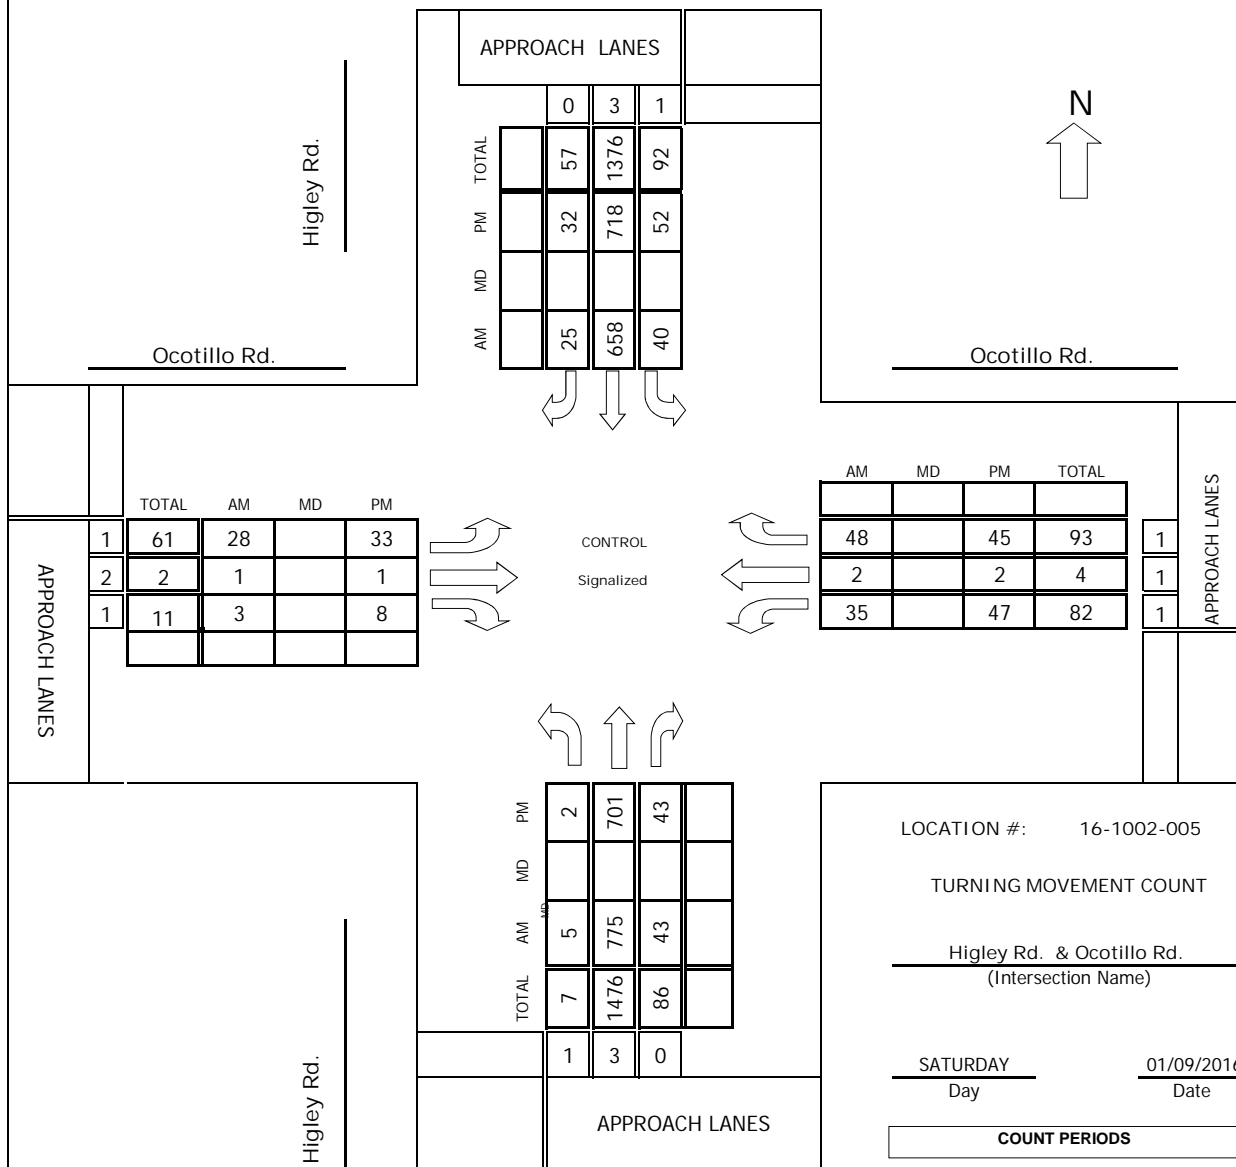 APPROACH LANES
0 3 1
N
TOTAL 57 1376 92
PM 32 718 52
MD
AM 25 658 40
Higley Rd.
Ocotillo Rd.
Ocotillo Rd.
AM MD PM TOTAL
TOTAL AM MD PM
1 61 28 33
2 2 1 1
1 11 3 8
APPROACH LANES
CONTROL
Signalized
48 45 93 1
2 2 4 1
35 47 82 1
APPROACH LANES
PM 2 701 43
MD
AM 5 775 43
MD
TOTAL 7 1476 86
1 3 0
APPROACH LANES
Higley Rd.
LOCATION #: 16-1002-005
TURNING MOVEMENT COUNT
Higley Rd. & Ocotillo Rd.
(Intersection Name)
SATURDAY 01/09/2016
Day Date
COUNT PERIODS